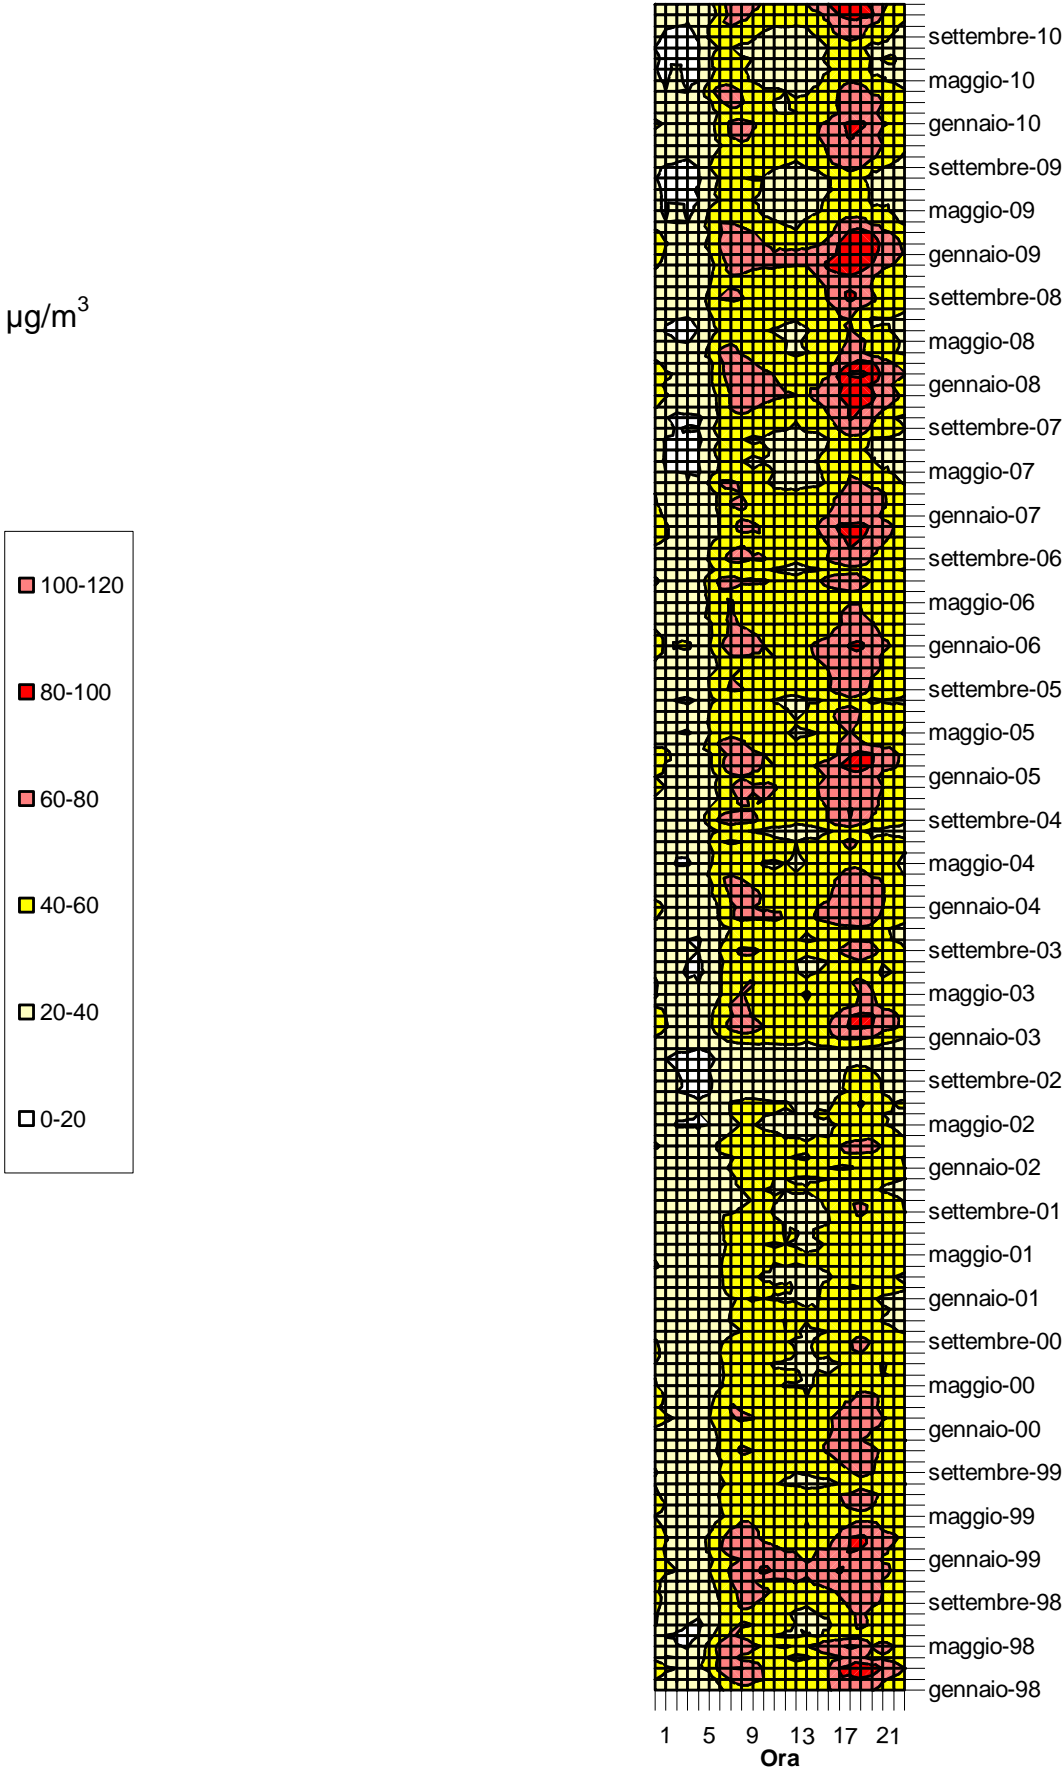 µg/m³
100-120
80-100
60-80
40-60
20-40
0-20
settembre-10
maggio-10
gennaio-10
settembre-09
maggio-09
gennaio-09
settembre-08
maggio-08
gennaio-08
settembre-07
maggio-07
gennaio-07
settembre-06
maggio-06
gennaio-06
settembre-05
maggio-05
gennaio-05
settembre-04
maggio-04
gennaio-04
settembre-03
maggio-03
gennaio-03
settembre-02
maggio-02
gennaio-02
settembre-01
maggio-01
gennaio-01
settembre-00
maggio-00
gennaio-00
settembre-99
maggio-99
gennaio-99
settembre-98
maggio-98
gennaio-98
1 5 9 13 17 21
Ora